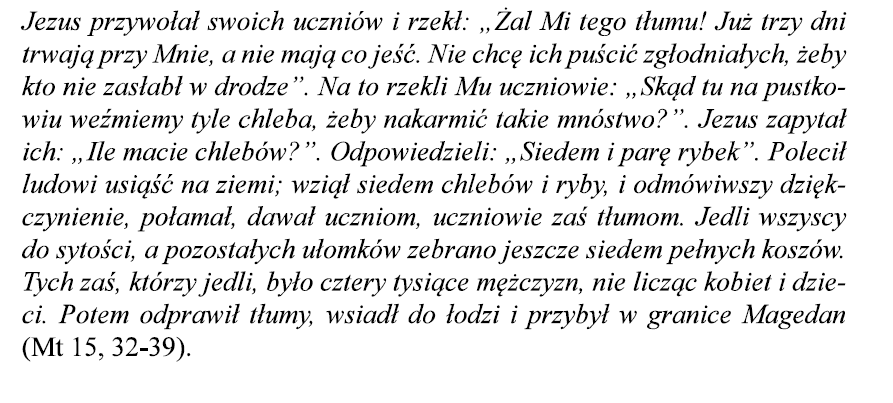 Jezus przywołał swoich uczniów i rzekł: „Żal Mi tego tłumu! Już trzy dni
trwają przy Mnie, a nie mają co jeść. Nie chcę ich puścić zgłodniałych, żeby
kto nie zasłabł w drodze”. Na to rzekli Mu uczniowie: „Skąd tu na pustko-
wiu weźmiemy tyle chleba, żeby nakarmić takie mnóstwo?”. Jezus zapytał
ich: „Ile macie chlebów?”. Odpowiedzieli: „Siedem i parę rybek”. Polecił
ludowi usiąść na ziemi; wziął siedem chlebów i ryby, i odmówiwszy dzięk-
czynienie, połamał, dawał uczniom, uczniowie zaś tłumom. Jedli wszyscy
do sytości, a pozostałych ułomków zebrano jeszcze siedem pełnych koszów.
Tych zaś, którzy jedli, było cztery tysiące mężczyzn, nie licząc kobiet i dzie-
ci. Potem odprawił tłumy, wsiadł do łodzi i przybył w granice Magedan
(Mt 15, 32-39).